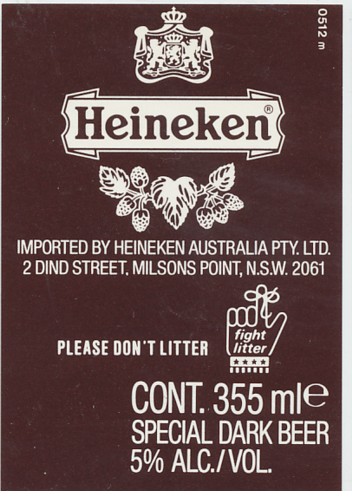 0512 m
Heineken®
IMPORTED BY HEINEKEN AUSTRALIA PTY. LTD.
2 DIND STREET, MILSONS POINT, N.S.W. 2061
PLEASE DON'T LITTER
fight
litter
CONT. 355 ml℮
SPECIAL DARK BEER
5% ALC./VOL.